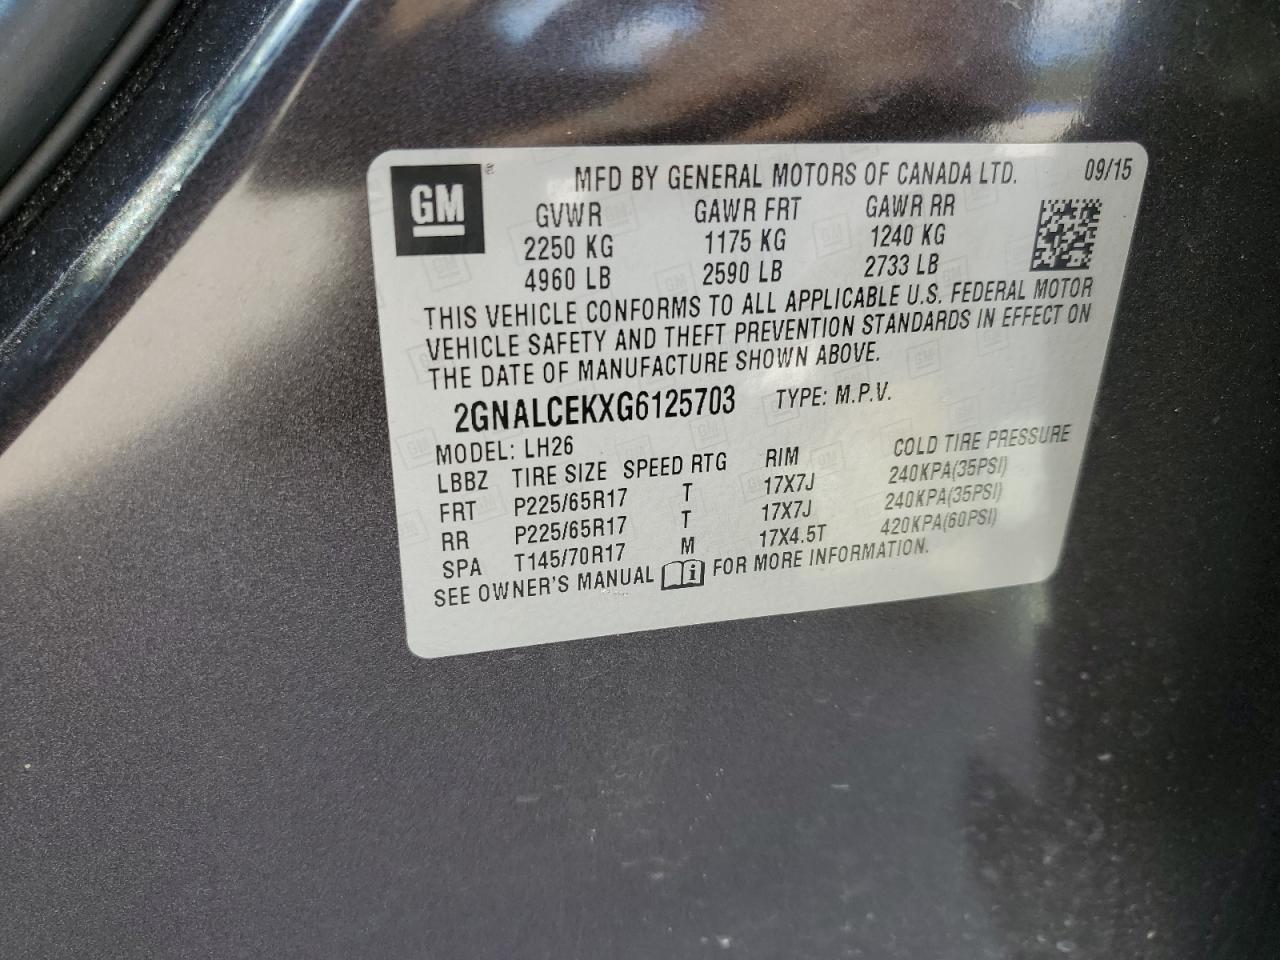 GM ® MFD BY GENERAL MOTORS OF CANADA LTD. 09/15
GVWR GAWR FRT GAWR RR
2250 KG 1175 KG 1240 KG
4960 LB 2590 LB 2733 LB
THIS VEHICLE CONFORMS TO ALL APPLICABLE U.S. FEDERAL MOTOR
VEHICLE SAFETY AND THEFT PREVENTION STANDARDS IN EFFECT ON
THE DATE OF MANUFACTURE SHOWN ABOVE.
2GNALCEKXG6125703 TYPE: M.P.V.
MODEL: LH26
LBBZ TIRE SIZE SPEED RTG RIM COLD TIRE PRESSURE
FRT P225/65R17 T 17X7J 240KPA(35PSI)
RR P225/65R17 T 17X7J 240KPA(35PSI)
SPA T145/70R17 M 17X4.5T 420KPA(60PSI)
SEE OWNER'S MANUAL i FOR MORE INFORMATION.